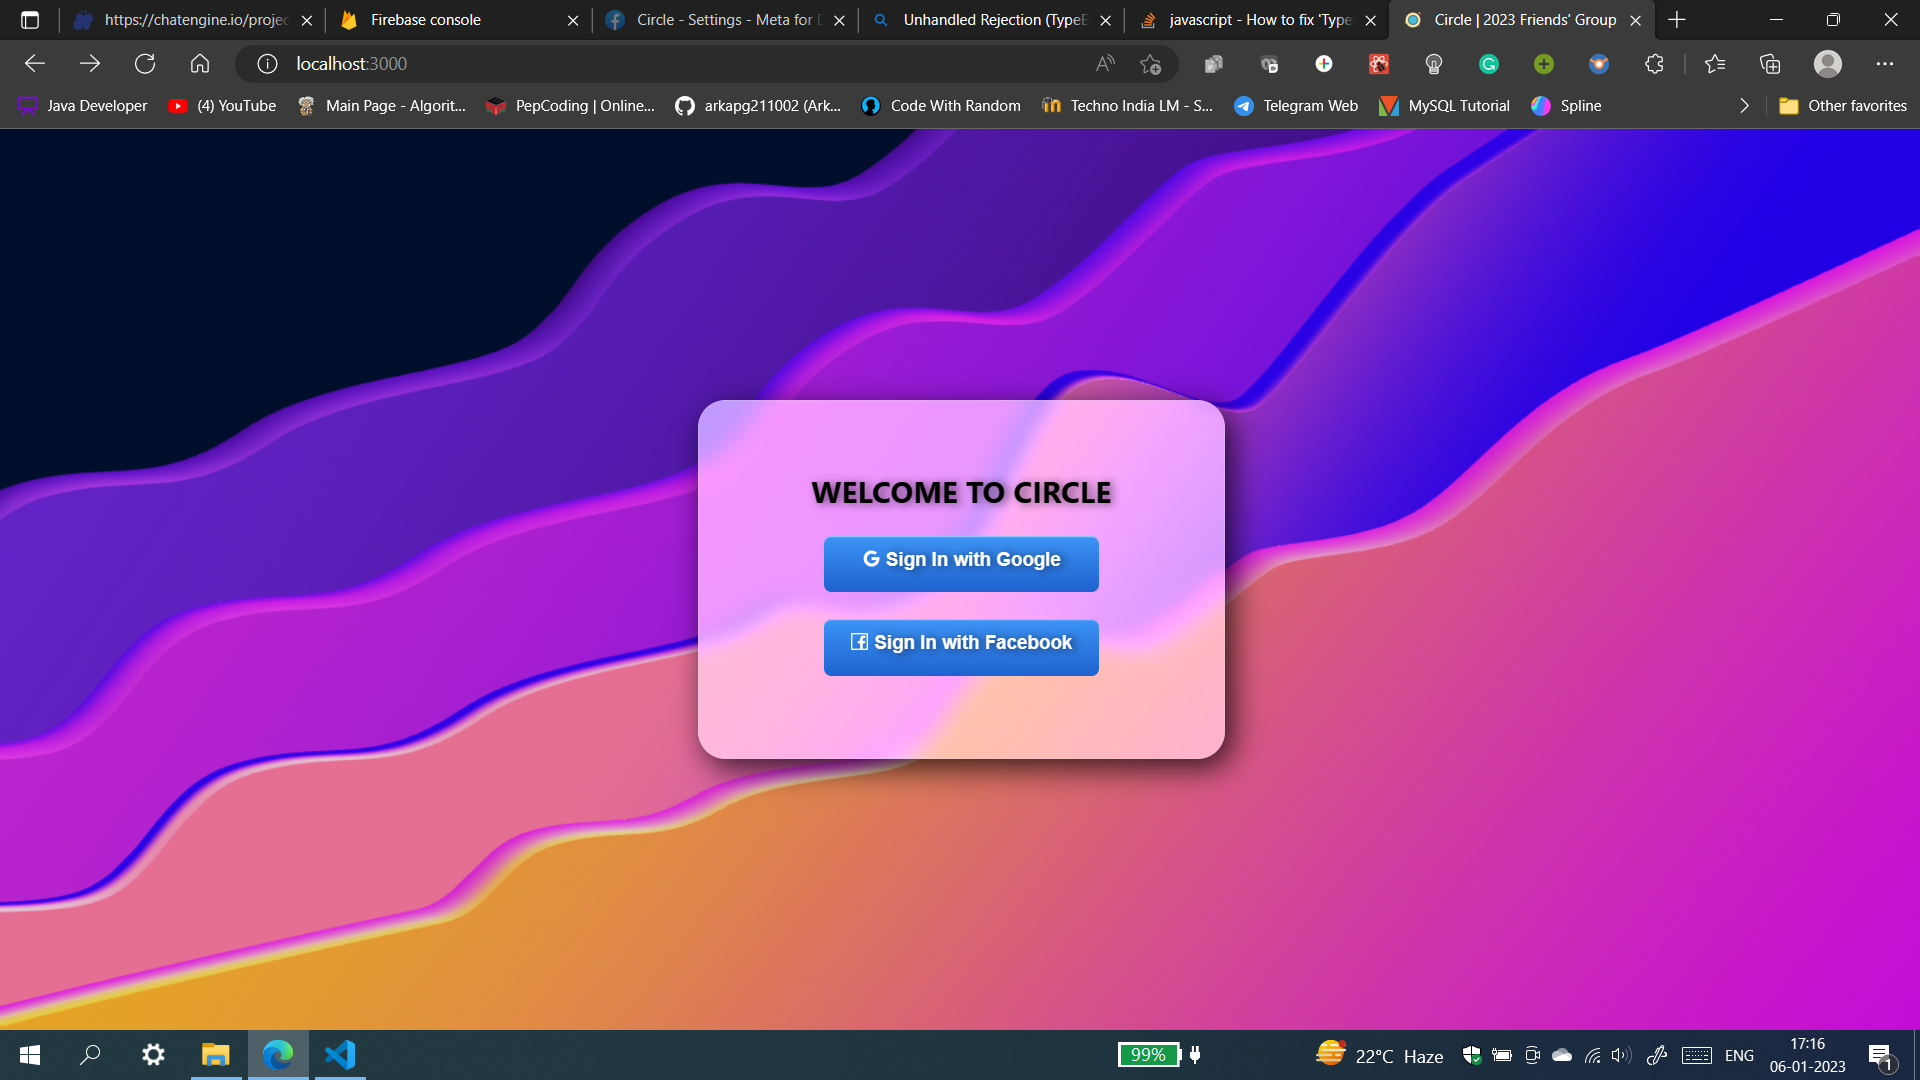 https://chatengine.io/projec
Firebase console
Circle - Settings - Meta for D
Unhandled Rejection (TypeE
javascript - How to fix 'Type
Circle | 2023 Friends' Group
localhost:3000
Java Developer
(4) YouTube
Main Page - Algorit...
PepCoding | Online...
arkapg211002 (Ark...
Code With Random
Techno India LM - S...
Telegram Web
MySQL Tutorial
Spline
Other favorites
WELCOME TO CIRCLE
Sign In with Google
Sign In with Facebook
99%
22°C Haze
ENG
17:16
06-01-2023
1